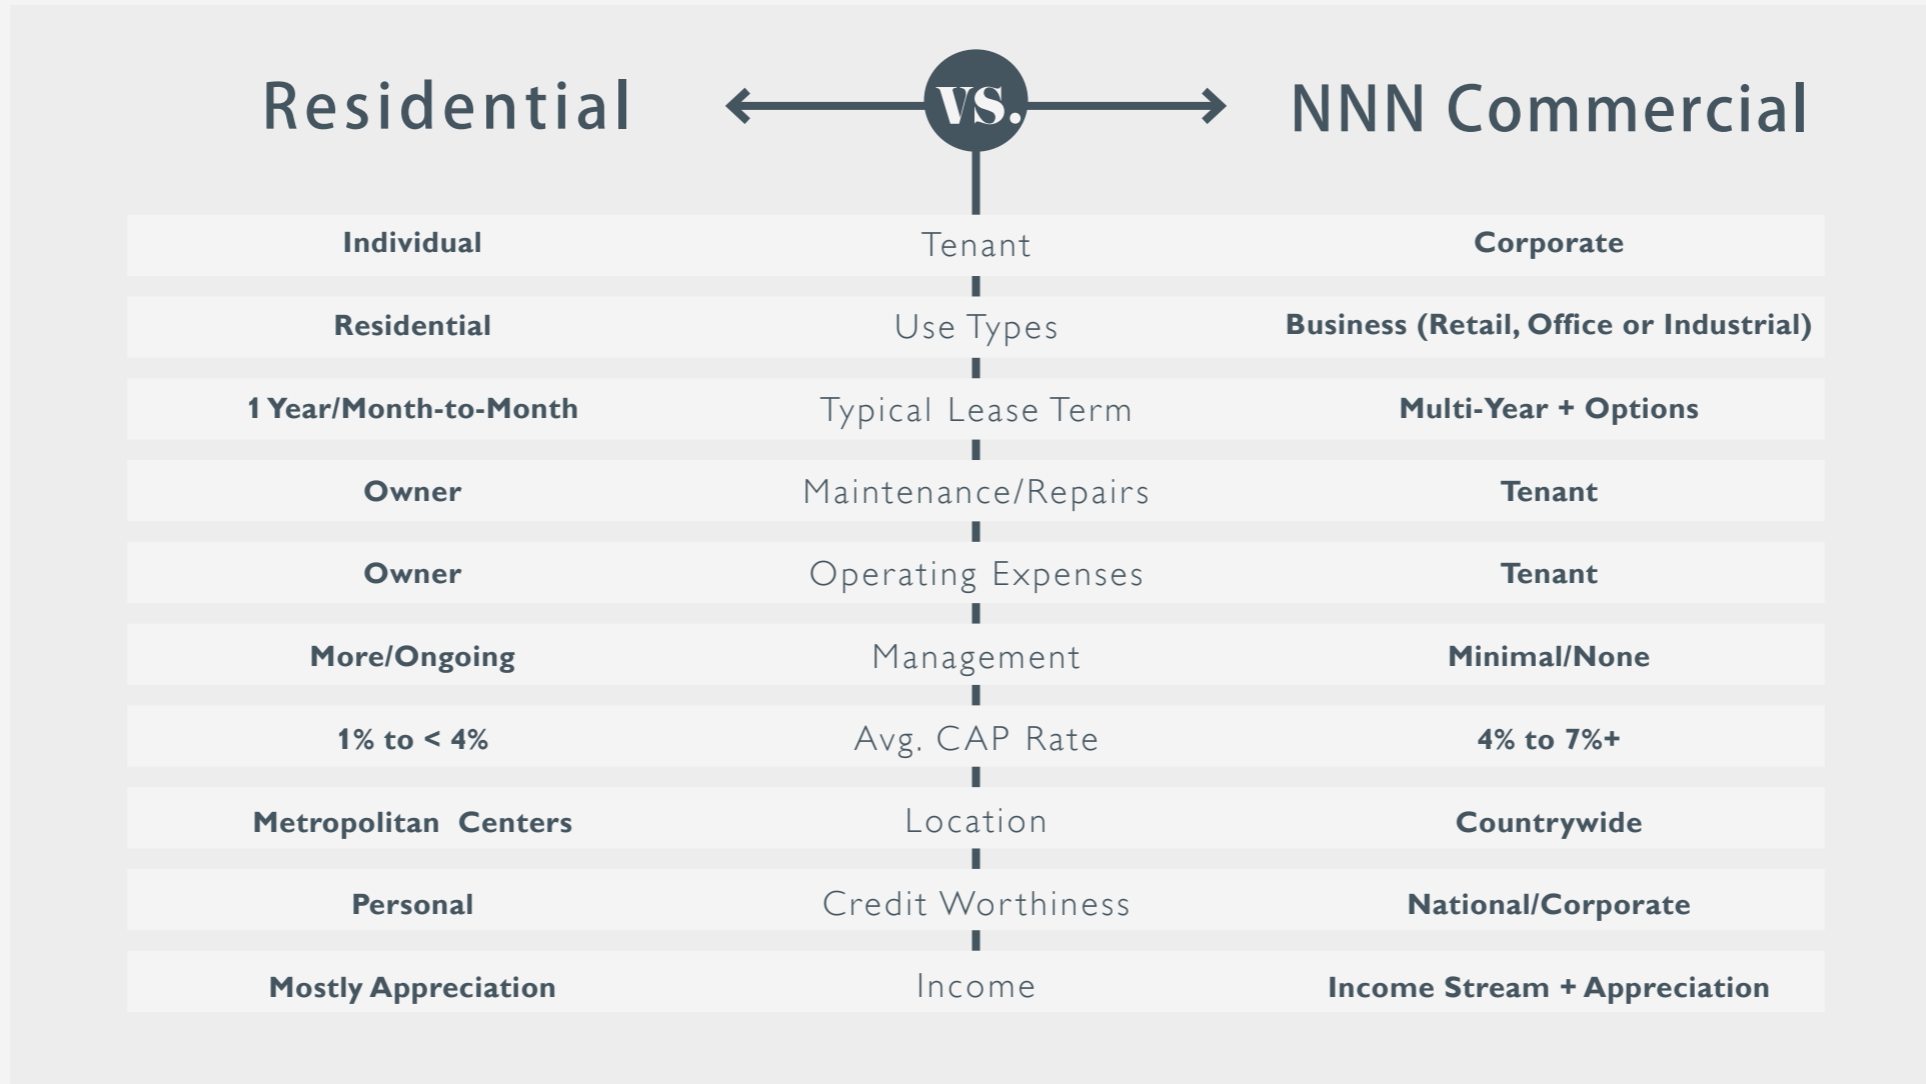 Residential VS. NNN Commercial
Individual Tenant Corporate
Residential Use Types Business (Retail, Office or Industrial)
1 Year/Month-to-Month Typical Lease Term Multi-Year + Options
Owner Maintenance/Repairs Tenant
Owner Operating Expenses Tenant
More/Ongoing Management Minimal/None
1% to < 4% Avg. CAP Rate 4% to 7%+
Metropolitan Centers Location Countrywide
Personal Credit Worthiness National/Corporate
Mostly Appreciation Income Income Stream + Appreciation